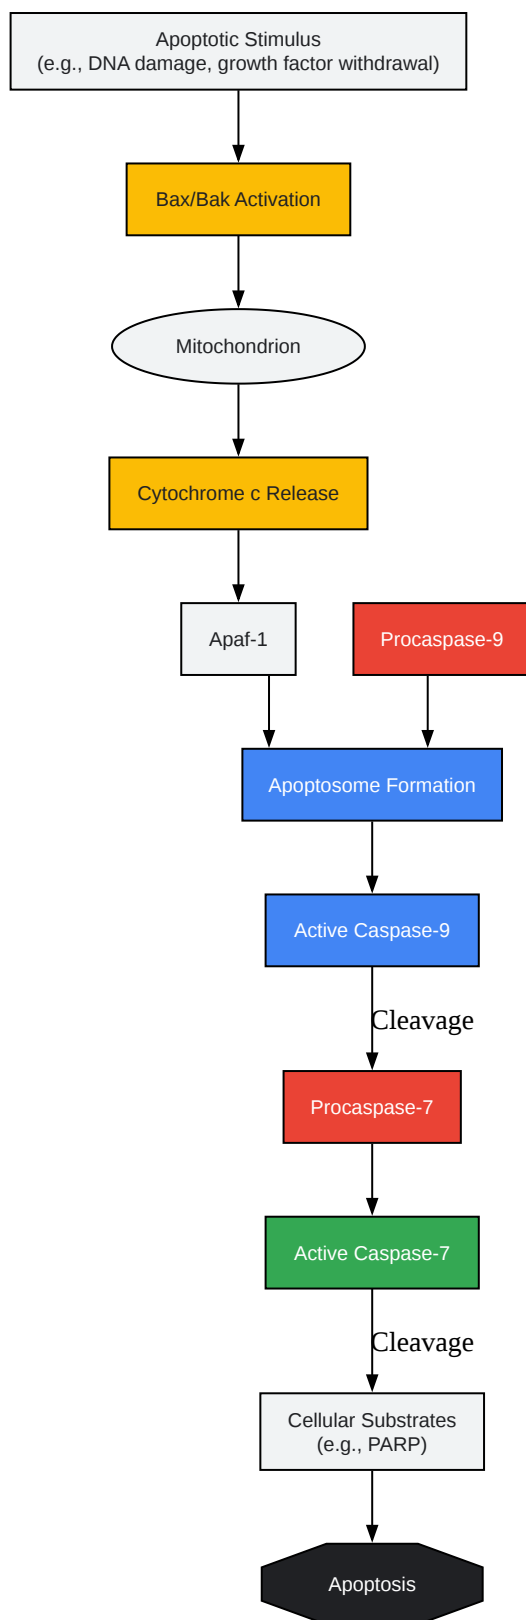 Apoptotic Stimulus
(e.g., DNA damage, growth factor withdrawal)
Bax/Bak Activation
Mitochondrion
Cytochrome c Release
Apaf-1
Procaspase-9
Apoptosome Formation
Active Caspase-9
Cleavage
Procaspase-7
Active Caspase-7
Cleavage
Cellular Substrates
(e.g., PARP)
Apoptosis